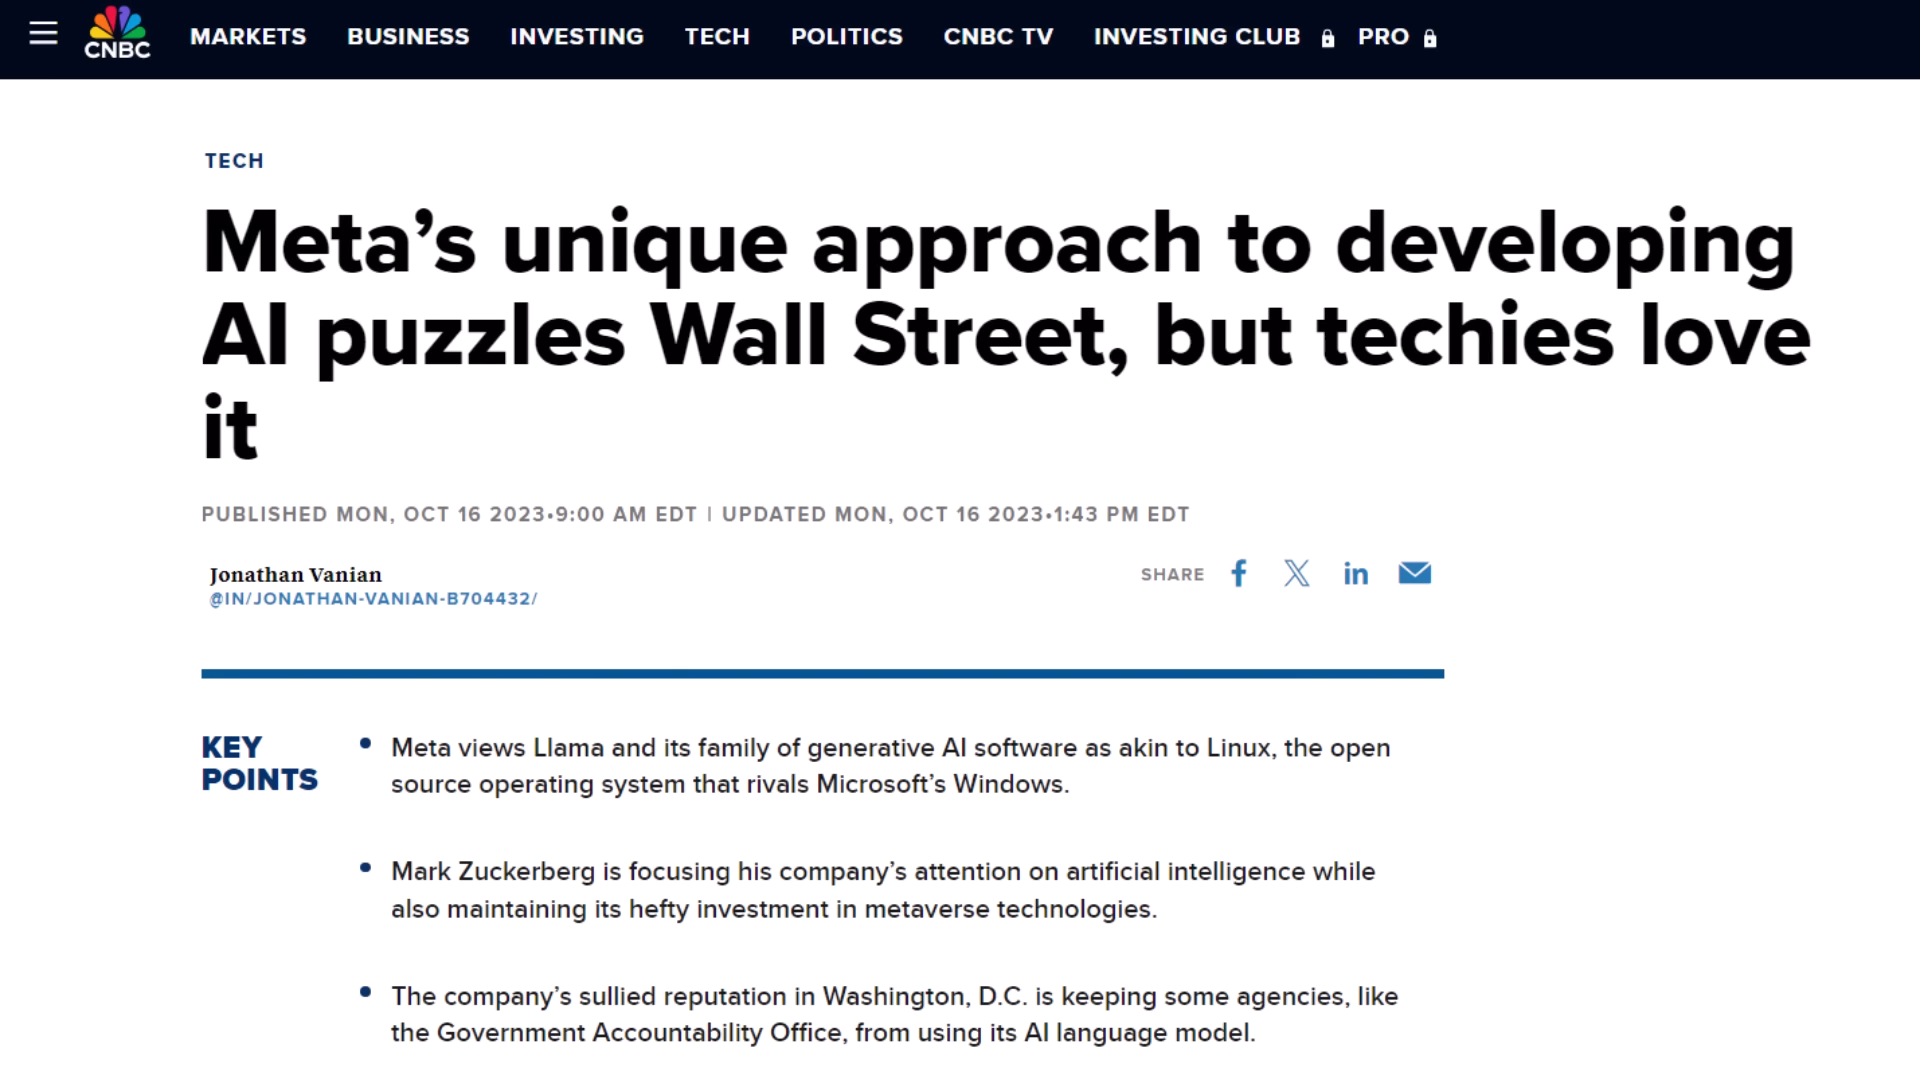 CNBC
MARKETS BUSINESS INVESTING TECH POLITICS CNBC TV INVESTING CLUB PRO
TECH
Meta’s unique approach to developing
AI puzzles Wall Street, but techies love
it
PUBLISHED MON, OCT 16 2023•9:00 AM EDT | UPDATED MON, OCT 16 2023•1:43 PM EDT
Jonathan Vanian
@IN/JONATHAN-VANIAN-B704432/
SHARE f X in
KEY
POINTS
• Meta views Llama and its family of generative AI software as akin to Linux, the open
source operating system that rivals Microsoft’s Windows.
• Mark Zuckerberg is focusing his company’s attention on artificial intelligence while
also maintaining its hefty investment in metaverse technologies.
• The company’s sullied reputation in Washington, D.C. is keeping some agencies, like
the Government Accountability Office, from using its AI language model.